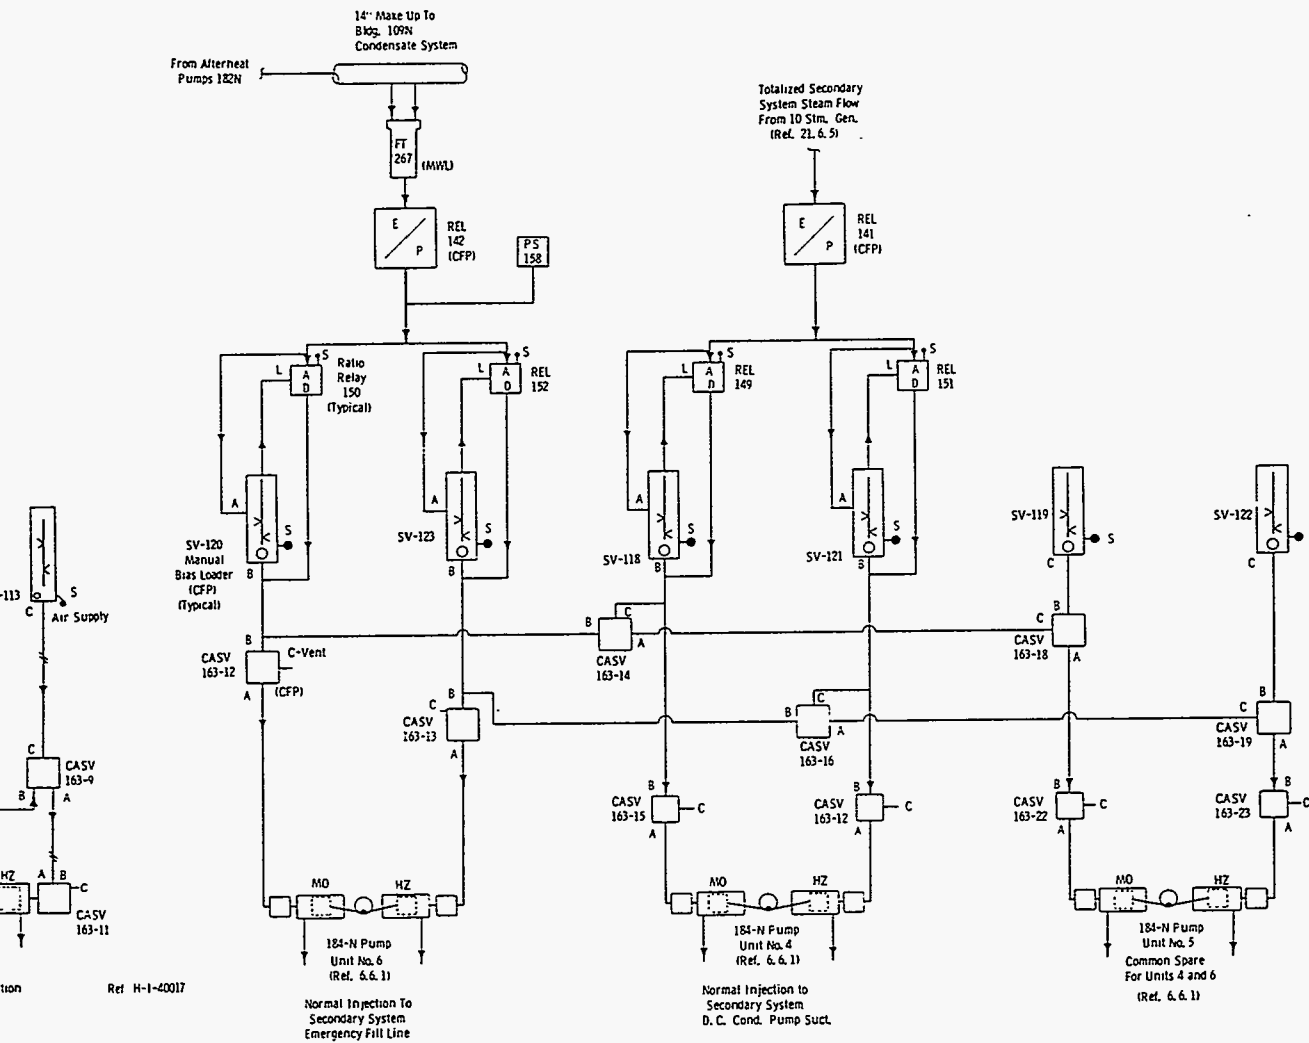 14" Make Up To
Bldg. 109N
Condensate System
From Afterheat
Pumps 182N
FT
267
(MWL)
E
P
REL
142
(CFP)
PS
158
Totalized Secondary
System Steam Flow
From 10 Stm. Gen.
(Ref. 21.6.5)
E
P
REL
141
(CFP)
S
L
A
D
Ratio
Relay
150
(Typical)
S
L
A
D
REL
152
S
L
A
D
REL
149
S
L
A
D
REL
151
A
S
SV-120
Manual
Bias Loader
(CFP)
(Typical)
B
A
S
SV-123
B
A
S
SV-118
B
A
S
SV-121
B
SV-119
S
C
SV-122
C
-113
C
S
Air Supply
B
CASV
163-12
C-Vent
(CFP)
A
B
C
CASV
163-13
A
B
C
A
CASV
163-14
B
C
A
CASV
163-16
B
C
CASV
163-18
A
B
C
CASV
163-19
A
C
CASV
163-9
B
A
B
CASV
163-15
C
A
B
CASV
163-12
C
A
B
CASV
163-22
C
A
B
CASV
163-23
C
A
HZ
A
B
C
CASV
163-11
MO
HZ
184-N Pump
Unit No. 6
(Ref. 6.6.1)
Normal Injection To
Secondary System
Emergency Fill Line
MO
HZ
184-N Pump
Unit No. 4
(Ref. 6.6.1)
Normal Injection to
Secondary System
D.C. Cond. Pump Suct.
MO
HZ
184-N Pump
Unit No. 5
Common Spare
For Units 4 and 6
(Ref. 6.6.1)
tion
Ref H-1-40017